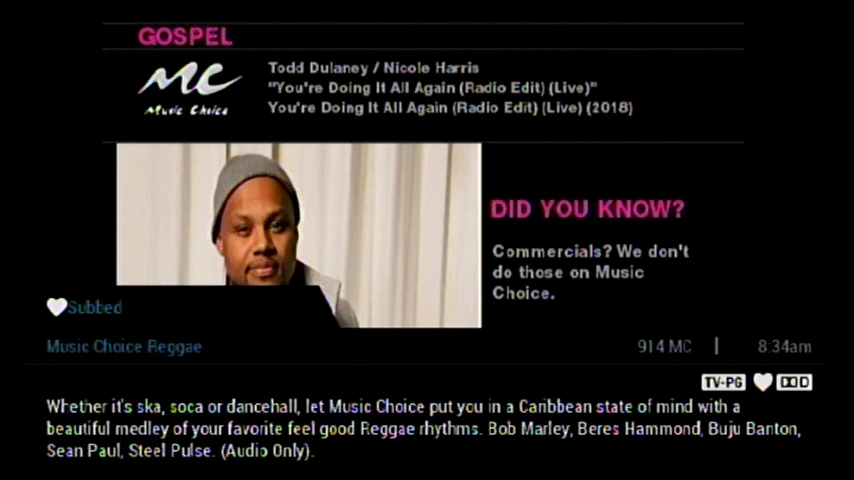 GOSPEL
MC
Music Choice
Todd Dulaney / Nicole Harris
"You're Doing It All Again (Radio Edit) (Live)"
You're Doing It All Again (Radio Edit) (Live) (2018)
DID YOU KNOW?
Commercials? We don't
do those on Music
Choice.
Subbed
Music Choice Reggae
914 MC | 8:34am
TV-PG DD
Whether it's ska, soca or dancehall, let Music Choice put you in a Caribbean state of mind with a
beautiful medley of your favorite feel good Reggae rhythms. Bob Marley, Beres Hammond, Buju Banton,
Sean Paul, Steel Pulse. (Audio Only).